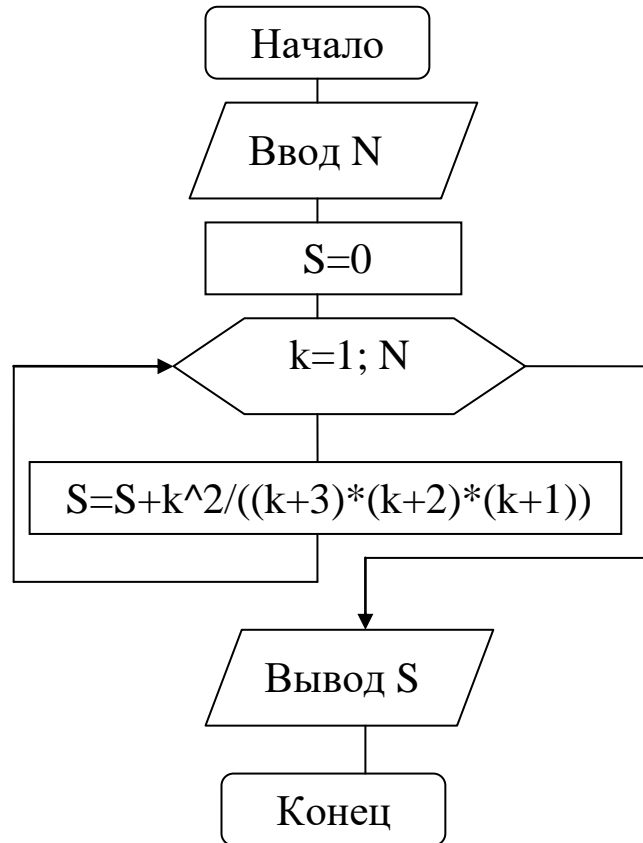 Начало
Ввод N
S=0
k=1; N
S=S+k^2/((k+3)*(k+2)*(k+1))
Вывод S
Конец